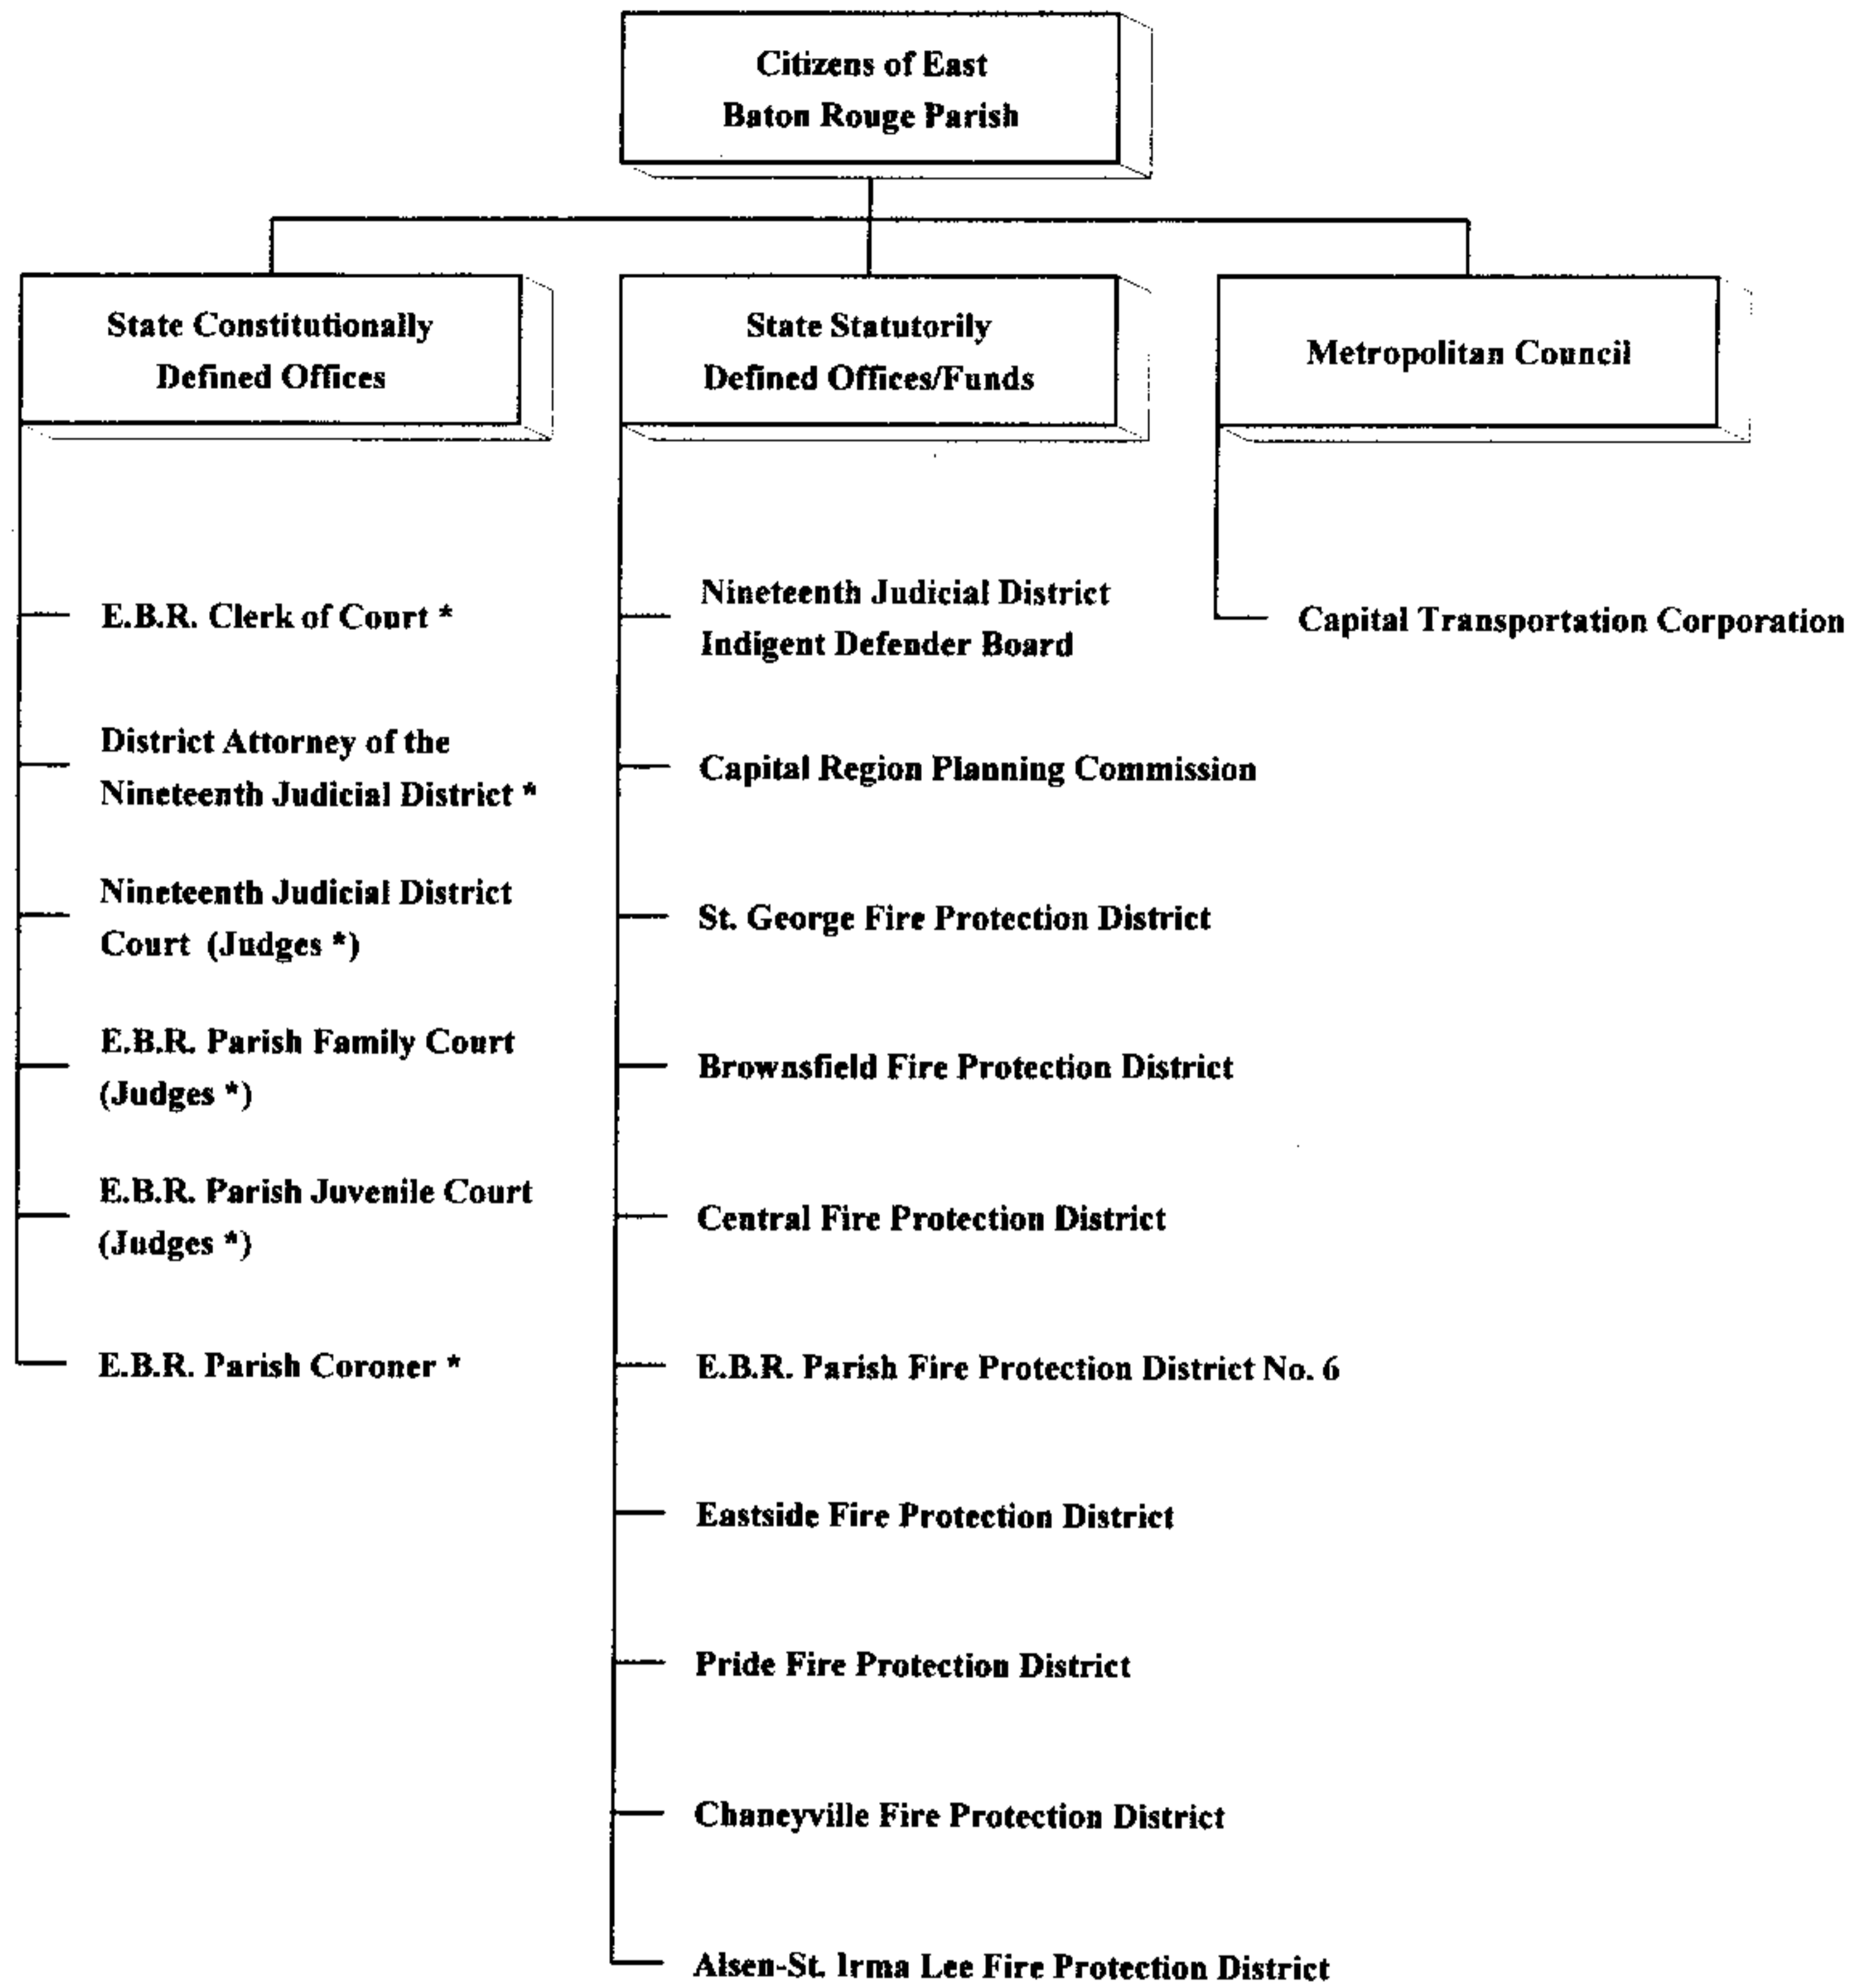 Citizens of East
Baton Rouge Parish
State Constitutionally
Defined Offices
State Statutorily
Defined Offices/Funds
Metropolitan Council
E.B.R. Clerk of Court *
District Attorney of the
Nineteenth Judicial District *
Nineteenth Judicial District
Court (Judges *)
E.B.R. Parish Family Court
(Judges *)
E.B.R. Parish Juvenile Court
(Judges *)
E.B.R. Parish Coroner *
Nineteenth Judicial District
Indigent Defender Board
Capital Region Planning Commission
St. George Fire Protection District
Brownsfield Fire Protection District
Central Fire Protection District
E.B.R. Parish Fire Protection District No. 6
Eastside Fire Protection District
Pride Fire Protection District
Chaneyville Fire Protection District
Alsen-St. Irma Lee Fire Protection District
Capital Transportation Corporation